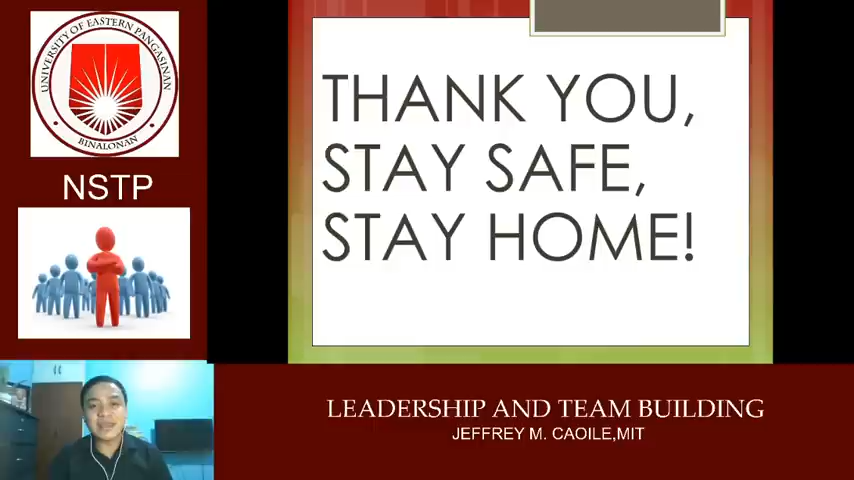 UNIVERSITY OF EASTERN PANGASINAN
BINALONAN
NSTP
THANK YOU,
STAY SAFE,
STAY HOME!
LEADERSHIP AND TEAM BUILDING
JEFFREY M. CAOILE,MIT